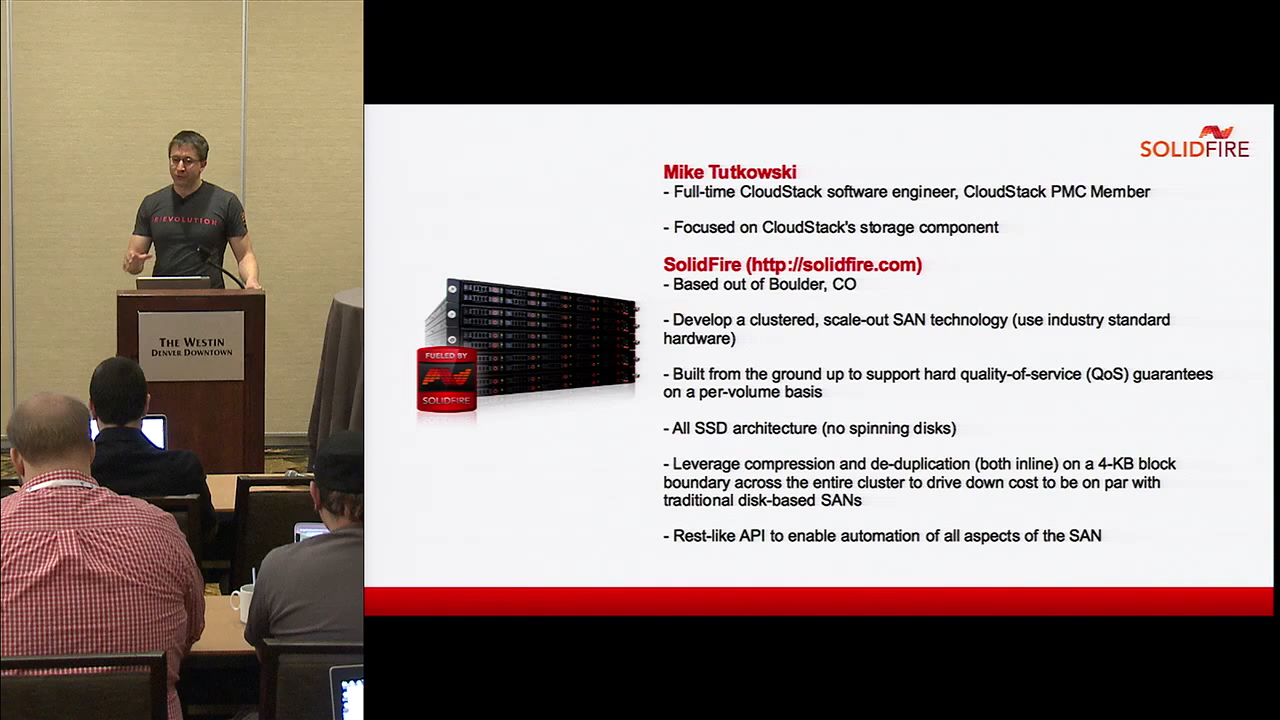 (R)EVOLUTION
THE WESTIN
DENVER DOWNTOWN
SOLIDFIRE
Mike Tutkowski
- Full-time CloudStack software engineer, CloudStack PMC Member
- Focused on CloudStack's storage component
SolidFire (http://solidfire.com)
- Based out of Boulder, CO
- Develop a clustered, scale-out SAN technology (use industry standard
hardware)
- Built from the ground up to support hard quality-of-service (QoS) guarantees
on a per-volume basis
- All SSD architecture (no spinning disks)
- Leverage compression and de-duplication (both inline) on a 4-KB block
boundary across the entire cluster to drive down cost to be on par with
traditional disk-based SANs
- Rest-like API to enable automation of all aspects of the SAN
FUELED BY
SOLIDFIRE